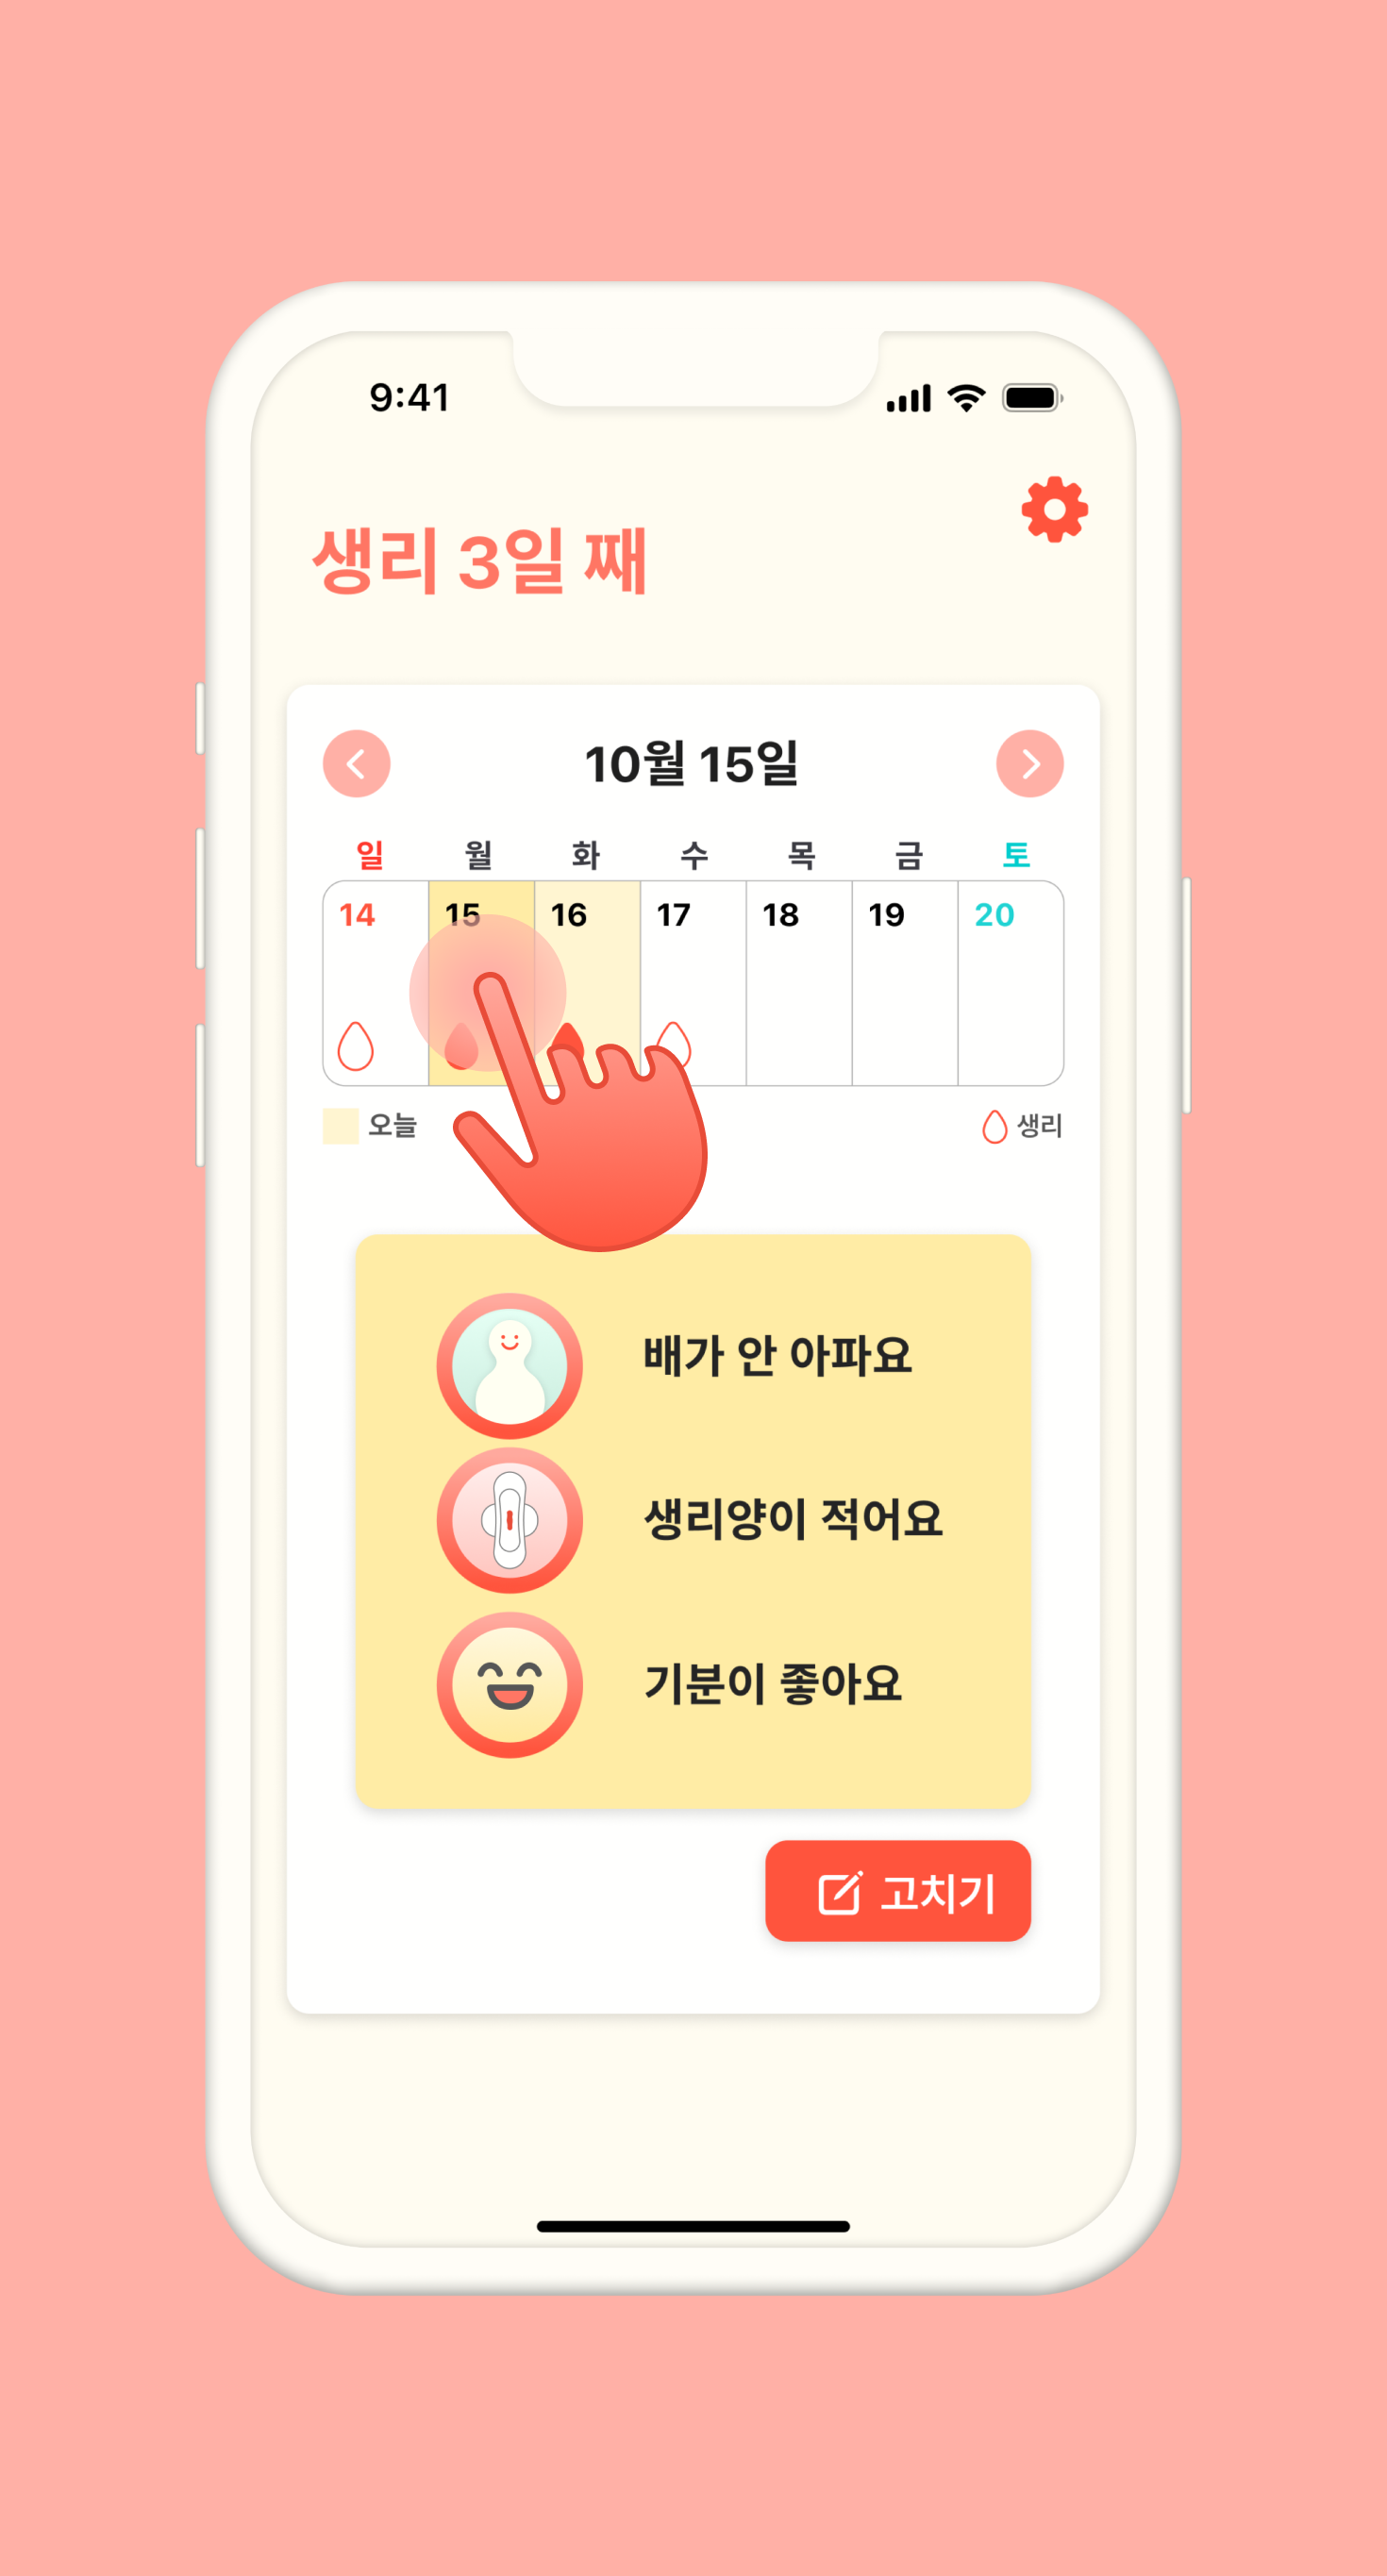 9:41
생리 3일 째
10월 15일
일 월 화 수 목 금 토
14 15 16 17 18 19 20
오늘 생리
배가 안 아파요
생리양이 적어요
기분이 좋아요
고치기